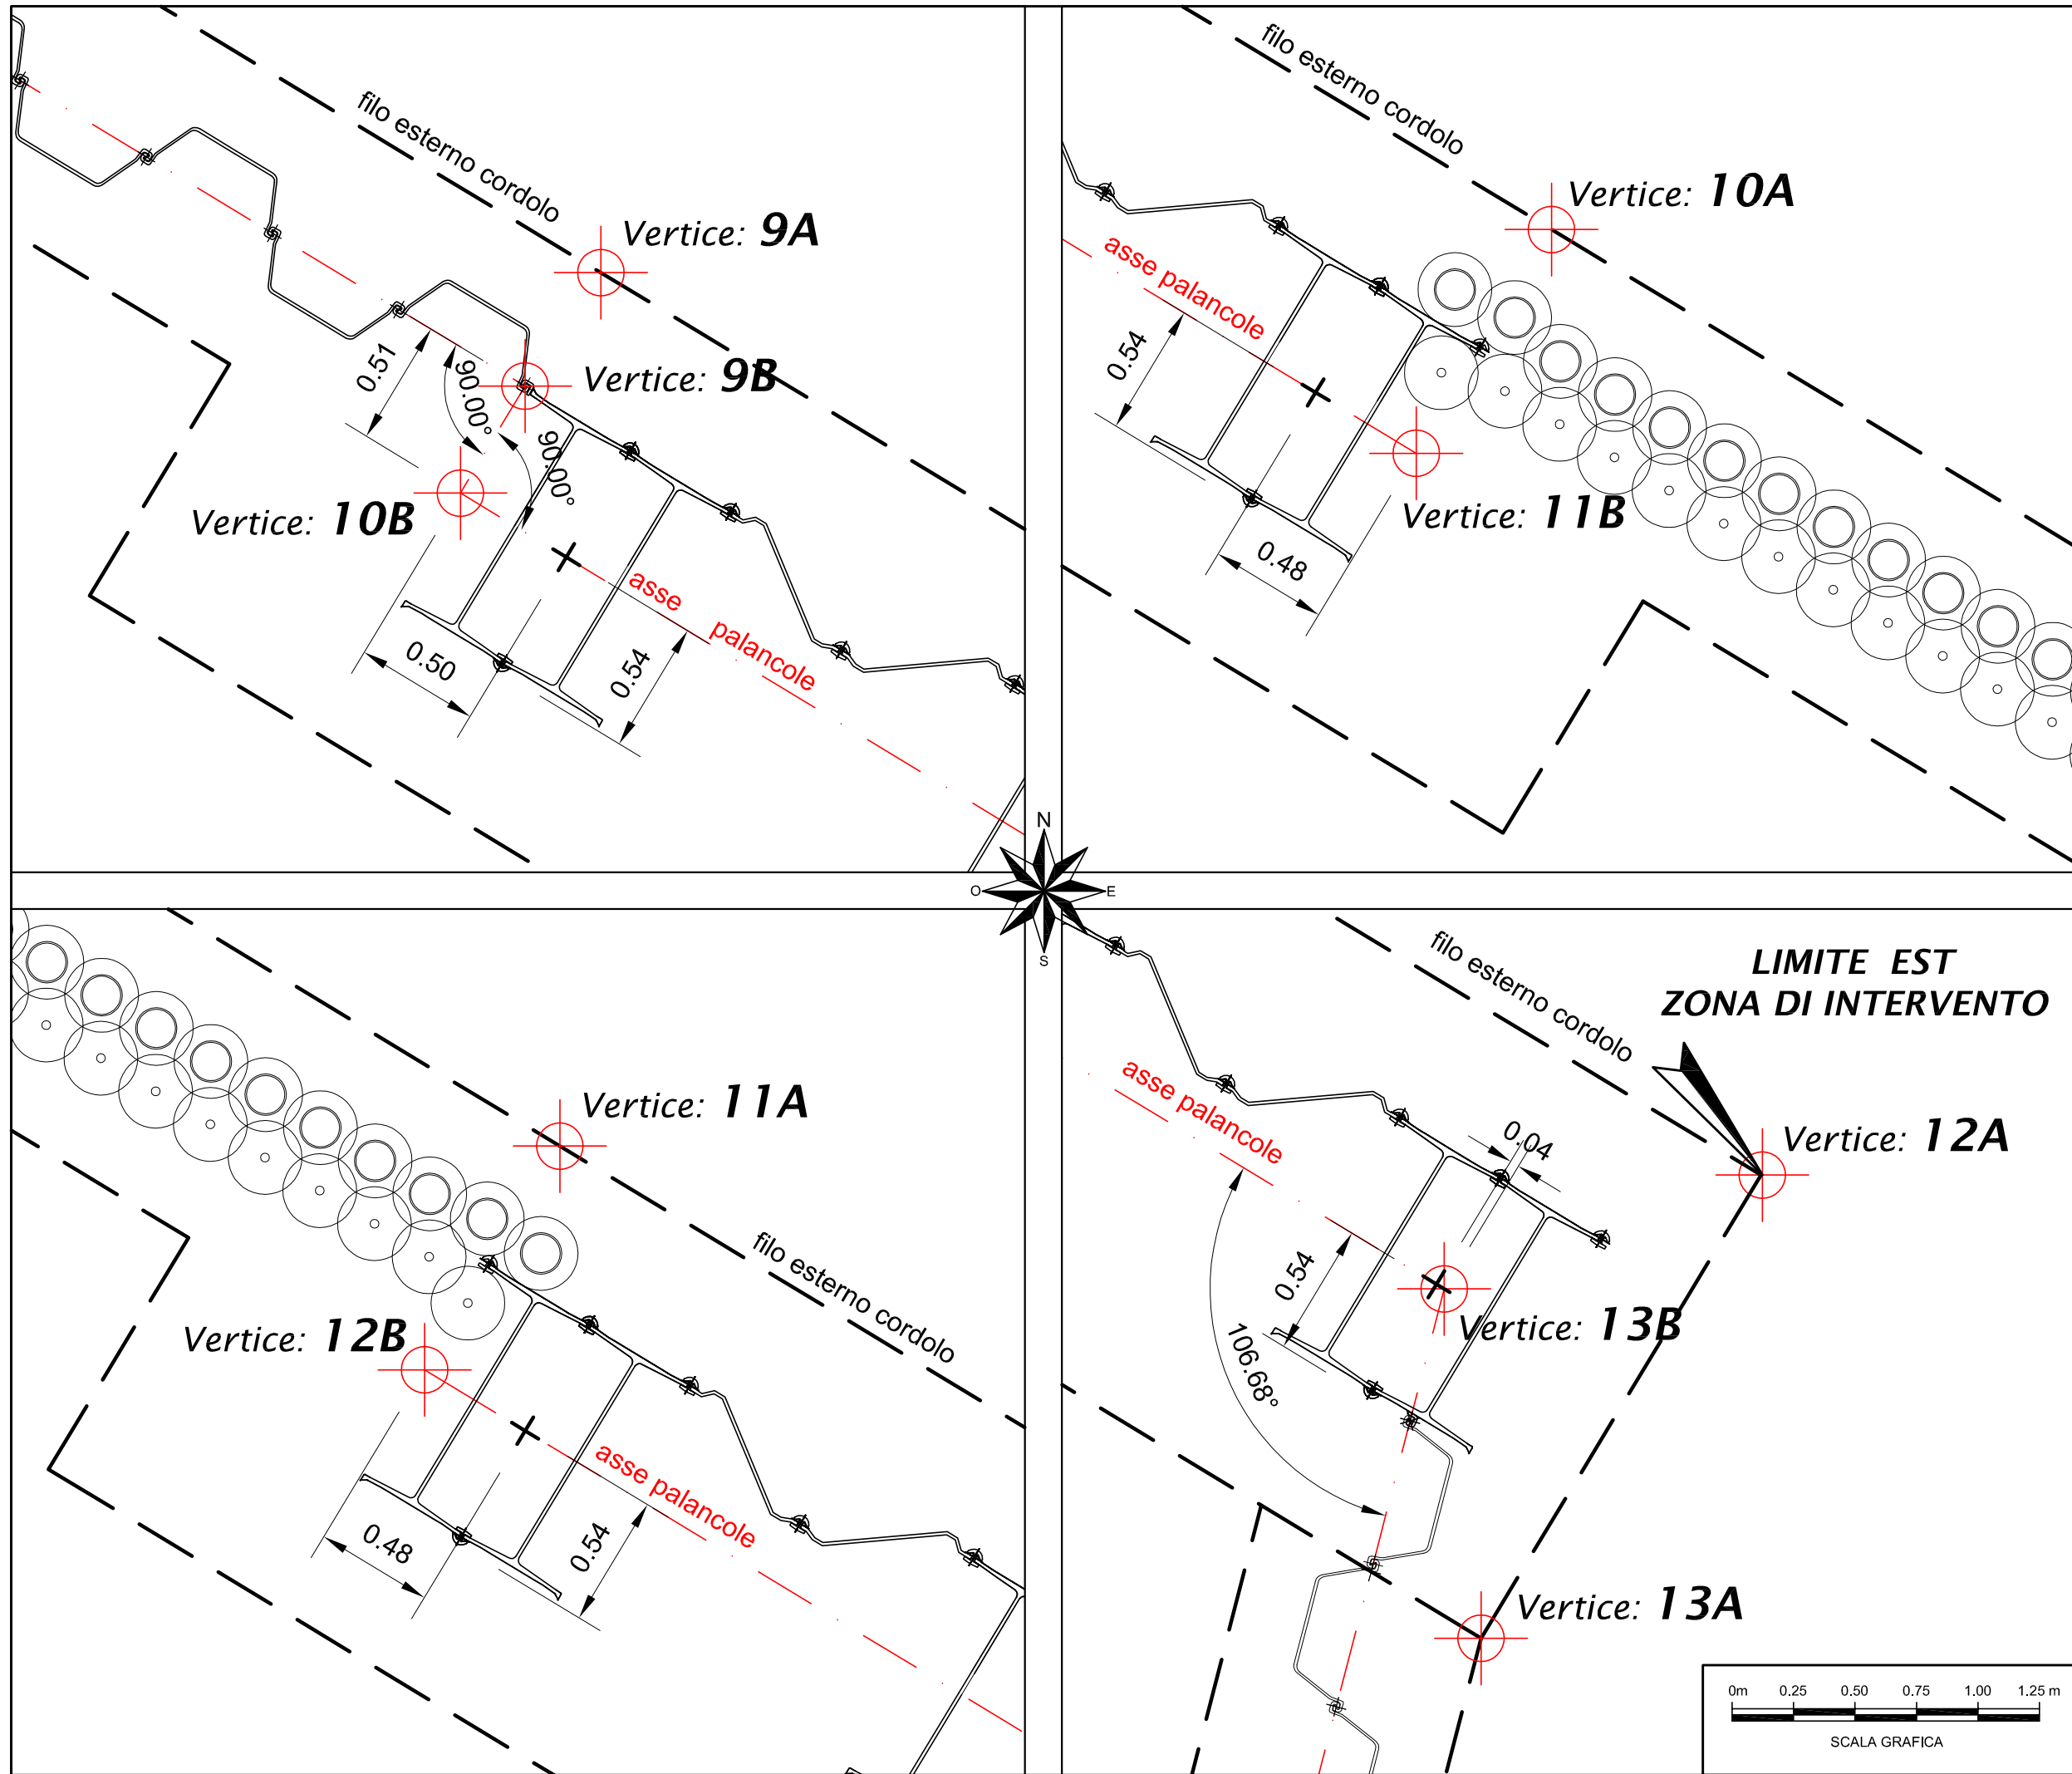 filo esterno cordolo
Vertice: 9A
Vertice: 9B
0.51
90.00°
90.00°
Vertice: 10B
asse palancole
0.50
0.54
filo esterno cordolo
Vertice: 10A
asse palancole
0.54
Vertice: 11B
0.48
N
O
E
S
Vertice: 11A
filo esterno cordolo
Vertice: 12B
asse palancole
0.48
0.54
filo esterno cordolo
LIMITE EST
ZONA DI INTERVENTO
asse palancole
0.04
Vertice: 12A
0.54
Vertice: 13B
106.68°
Vertice: 13A
0m 0.25 0.50 0.75 1.00 1.25 m
SCALA GRAFICA